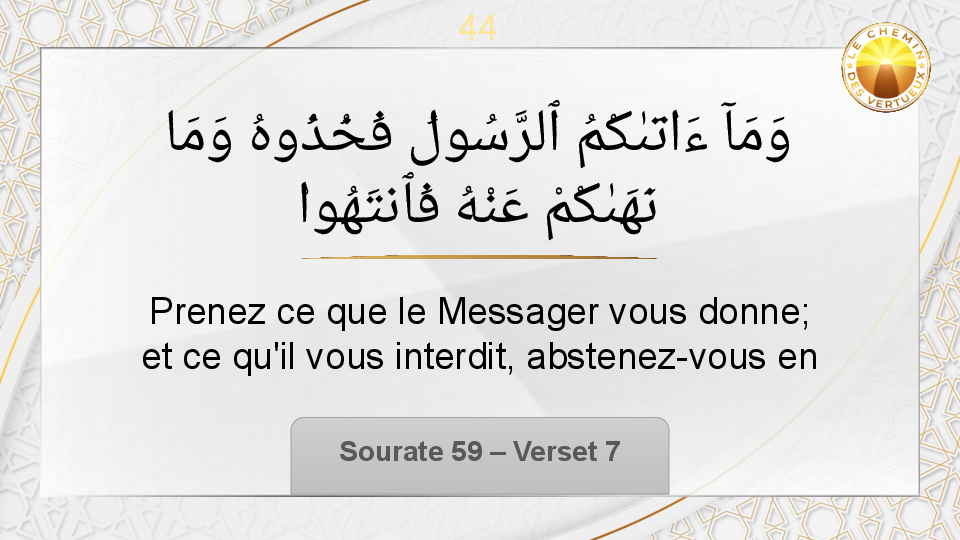 44
LE CHEMIN
DES VERTUEUX
وَمَآ ءَاتَىٰكُمُ ٱلرَّسُولُ فَخُذُوهُ وَمَا
نَهَىٰكُمْ عَنْهُ فَٱنتَهُوا
Prenez ce que le Messager vous donne;
et ce qu'il vous interdit, abstenez-vous en
Sourate 59 – Verset 7